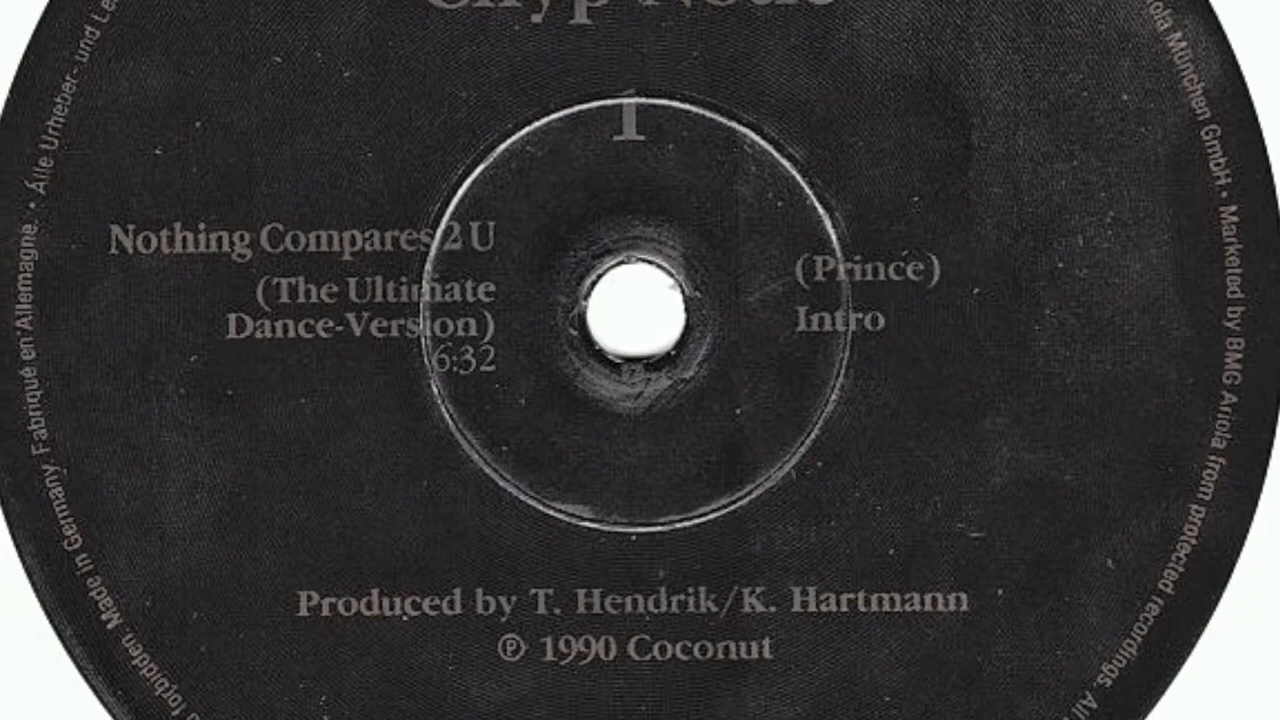 1
Nothing Compares 2 U
(The Ultimate
Dance-Version)
6:32
(Prince)
Intro
Produced by T. Hendrik/K. Hartmann
℗ 1990 Coconut
forbidden. Made in Germany. Fabriqué en Allemagne. • Alle Urheber- und
München GmbH • Marketed by BMG Ariola from protected recordings.